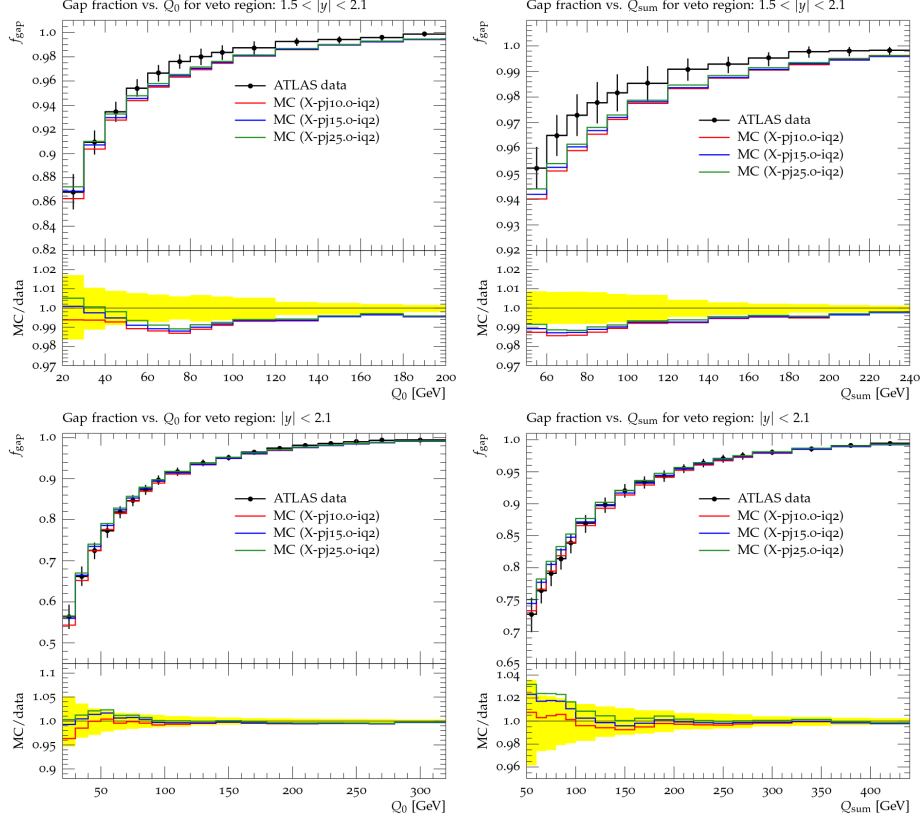 Gap fraction vs. Q0 for veto region: 1.5 < |y| < 2.1
fgap
1.0
0.98
0.96
0.94
0.92
0.9
0.88
0.86
0.84
0.82
ATLAS data
MC (X-pj10.0-iq2)
MC (X-pj15.0-iq2)
MC (X-pj25.0-iq2)
MC/data
1.02
1.01
1.0
0.99
0.98
0.97
20 40 60 80 100 120 140 160 180 200
Q0 [GeV]
Gap fraction vs. Qsum for veto region: 1.5 < |y| < 2.1
fgap
1.0
0.99
0.98
0.97
0.96
0.95
0.94
0.93
0.92
ATLAS data
MC (X-pj10.0-iq2)
MC (X-pj15.0-iq2)
MC (X-pj25.0-iq2)
MC/data
1.02
1.01
1.0
0.99
0.98
0.97
60 80 100 120 140 160 180 200 220 240
Qsum [GeV]
Gap fraction vs. Q0 for veto region: |y| < 2.1
fgap
1.0
0.9
0.8
0.7
0.6
0.5
ATLAS data
MC (X-pj10.0-iq2)
MC (X-pj15.0-iq2)
MC (X-pj25.0-iq2)
MC/data
1.1
1.05
1.0
0.95
0.9
50 100 150 200 250 300
Q0 [GeV]
Gap fraction vs. Qsum for veto region: |y| < 2.1
fgap
1.0
0.95
0.9
0.85
0.8
0.75
0.7
0.65
ATLAS data
MC (X-pj10.0-iq2)
MC (X-pj15.0-iq2)
MC (X-pj25.0-iq2)
MC/data
1.04
1.02
1.0
0.98
0.96
50 100 150 200 250 300 350 400
Qsum [GeV]